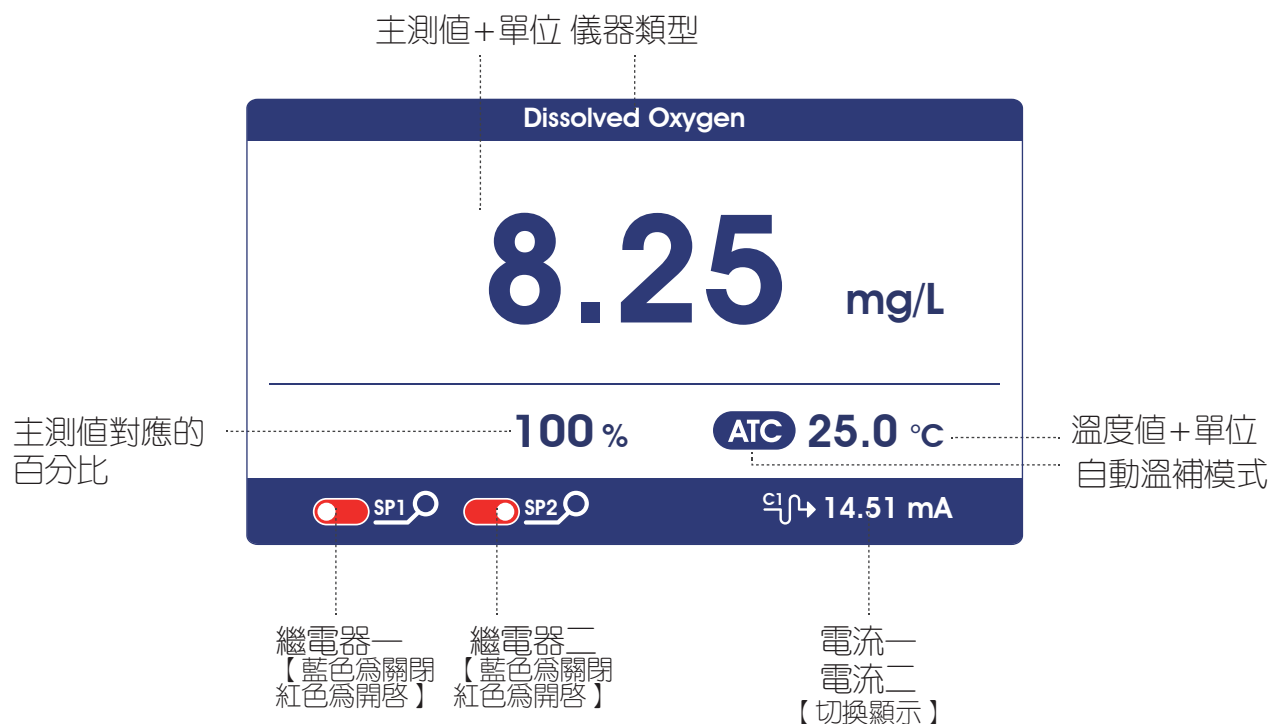 主測值+單位 儀器類型
Dissolved Oxygen
8.25 mg/L
主測值對應的
百分比
100 %
ATC 25.0 °C
溫度值+單位
自動溫補模式
SP1 SP2 C1 14.51 mA
繼電器一
【藍色為關閉
紅色為開啓】
繼電器二
【藍色為關閉
紅色為開啓】
電流一
電流二
【切換顯示】